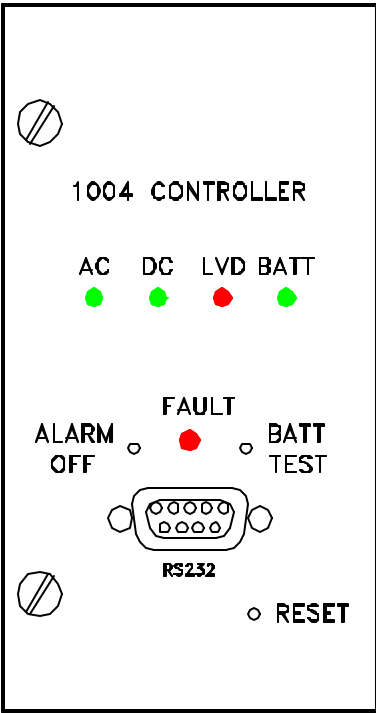 1004 CONTROLLER
AC DC LVD BATT
FAULT
ALARM OFF
BATT TEST
RS232
RESET